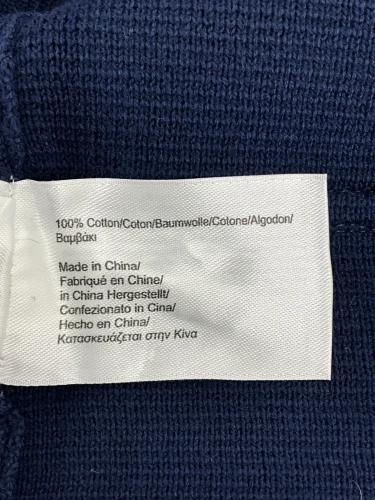 100% Cotton/Coton/Baumwolle/Cotone/Algodon/
Βαμβάκι
Made in China/
Fabriqué en Chine/
in China Hergestellt/
Confezionato in Cina/
Hecho en China/
Κατασκευάζεται στην Κίνα